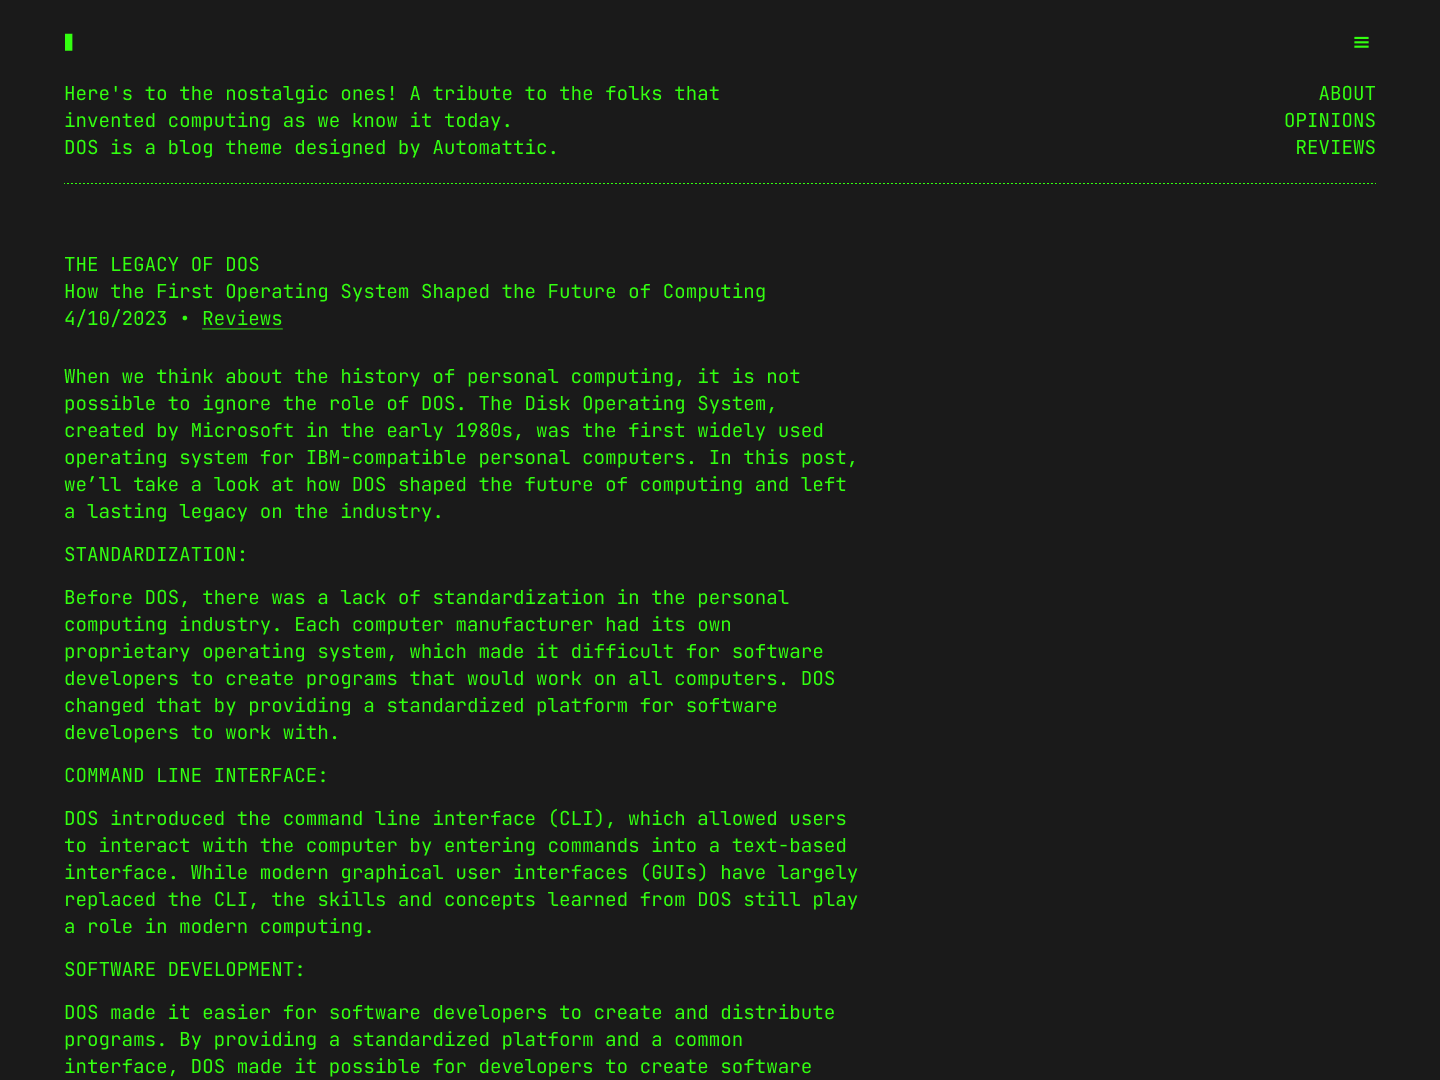 Here's to the nostalgic ones! A tribute to the folks that
invented computing as we know it today.
DOS is a blog theme designed by Automattic.
ABOUT
OPINIONS
REVIEWS
THE LEGACY OF DOS
How the First Operating System Shaped the Future of Computing
4/10/2023 • Reviews
When we think about the history of personal computing, it is not
possible to ignore the role of DOS. The Disk Operating System,
created by Microsoft in the early 1980s, was the first widely used
operating system for IBM-compatible personal computers. In this post,
we’ll take a look at how DOS shaped the future of computing and left
a lasting legacy on the industry.
STANDARDIZATION:
Before DOS, there was a lack of standardization in the personal
computing industry. Each computer manufacturer had its own
proprietary operating system, which made it difficult for software
developers to create programs that would work on all computers. DOS
changed that by providing a standardized platform for software
developers to work with.
COMMAND LINE INTERFACE:
DOS introduced the command line interface (CLI), which allowed users
to interact with the computer by entering commands into a text-based
interface. While modern graphical user interfaces (GUIs) have largely
replaced the CLI, the skills and concepts learned from DOS still play
a role in modern computing.
SOFTWARE DEVELOPMENT:
DOS made it easier for software developers to create and distribute
programs. By providing a standardized platform and a common
interface, DOS made it possible for developers to create software